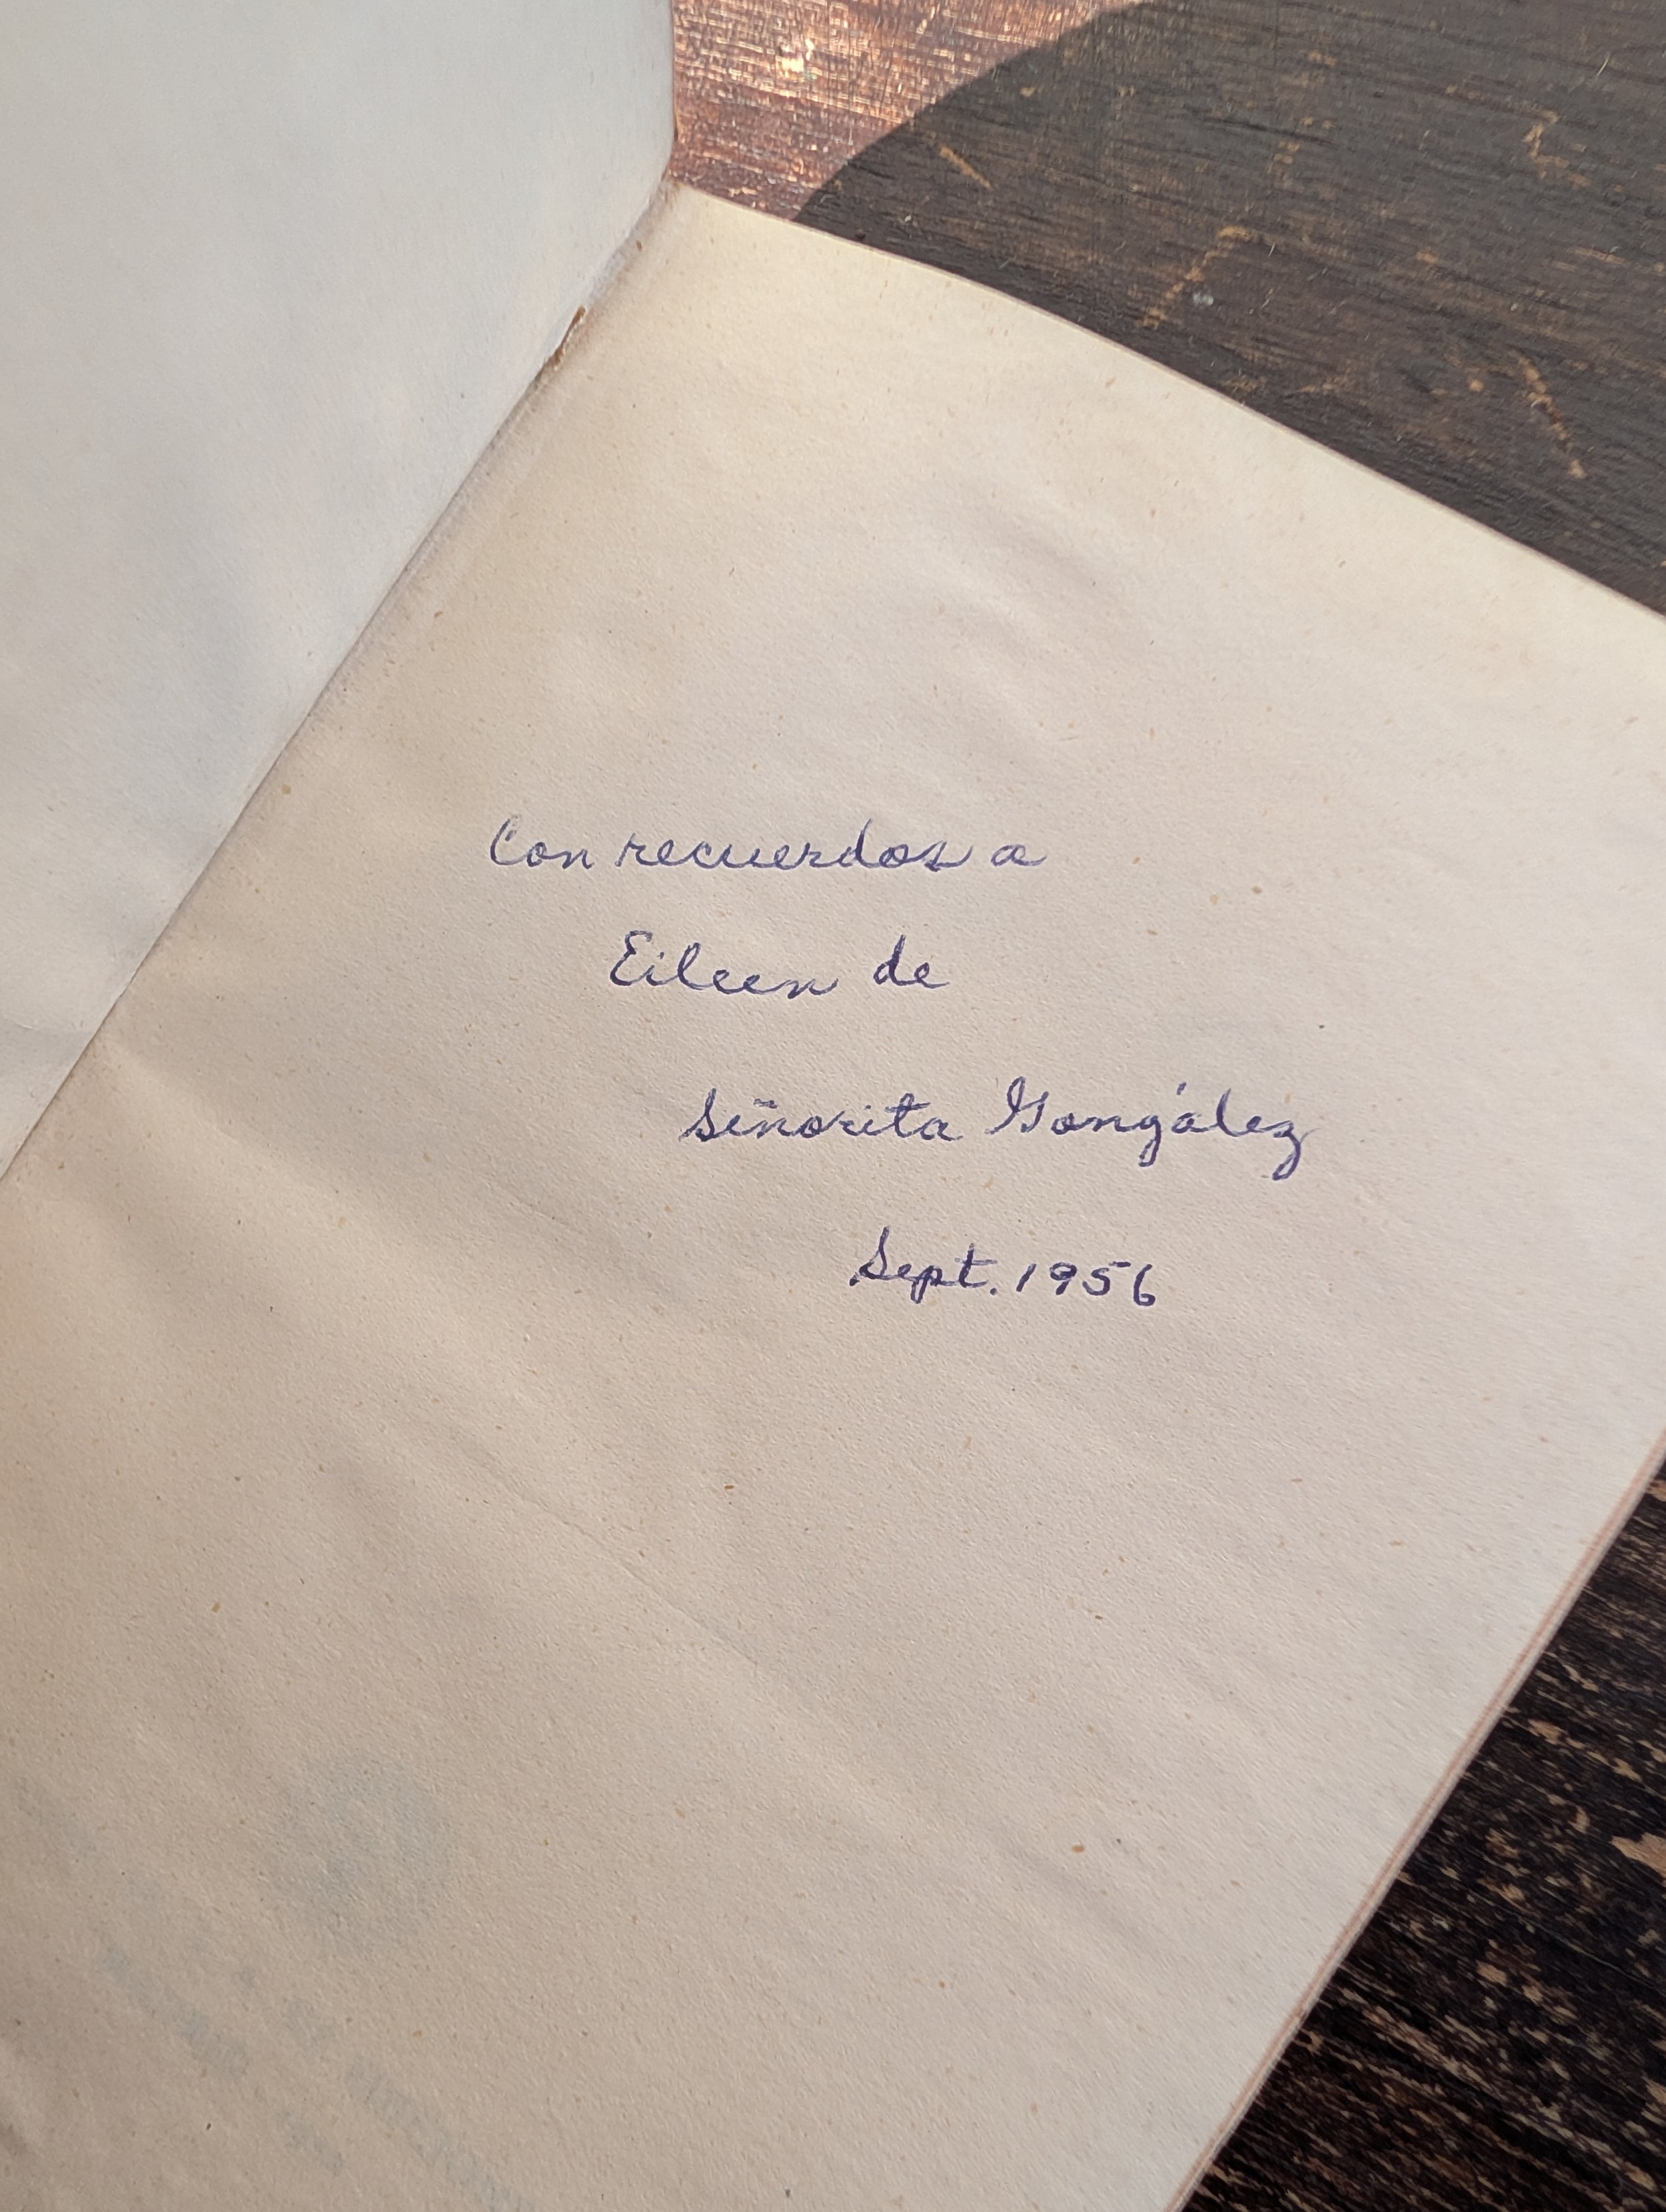 Con recuerdos a
Eileen de
Señorita González
Sept. 1956